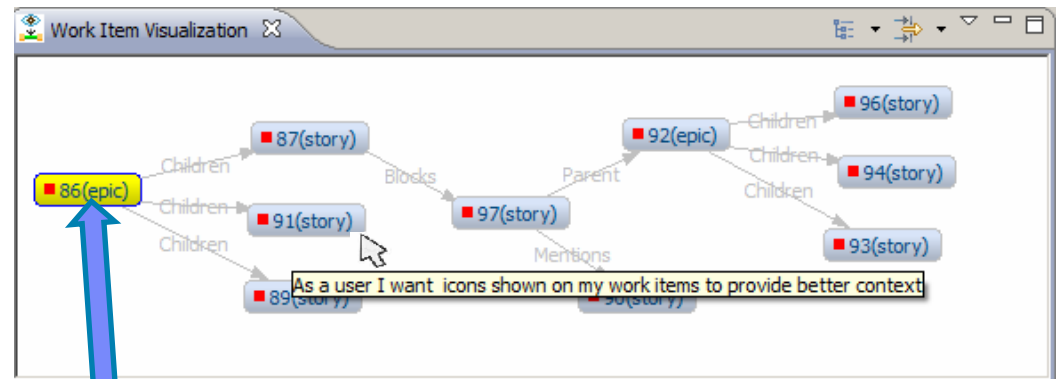 Work Item Visualization
96(story)
Children
87(story)
92(epic)
Children
Children
94(story)
Blocks
Parent
86(epic)
Children
Children
91(story)
97(story)
Children
Mentions
93(story)
As a user I want icons shown on my work items to provide better context
89(story)